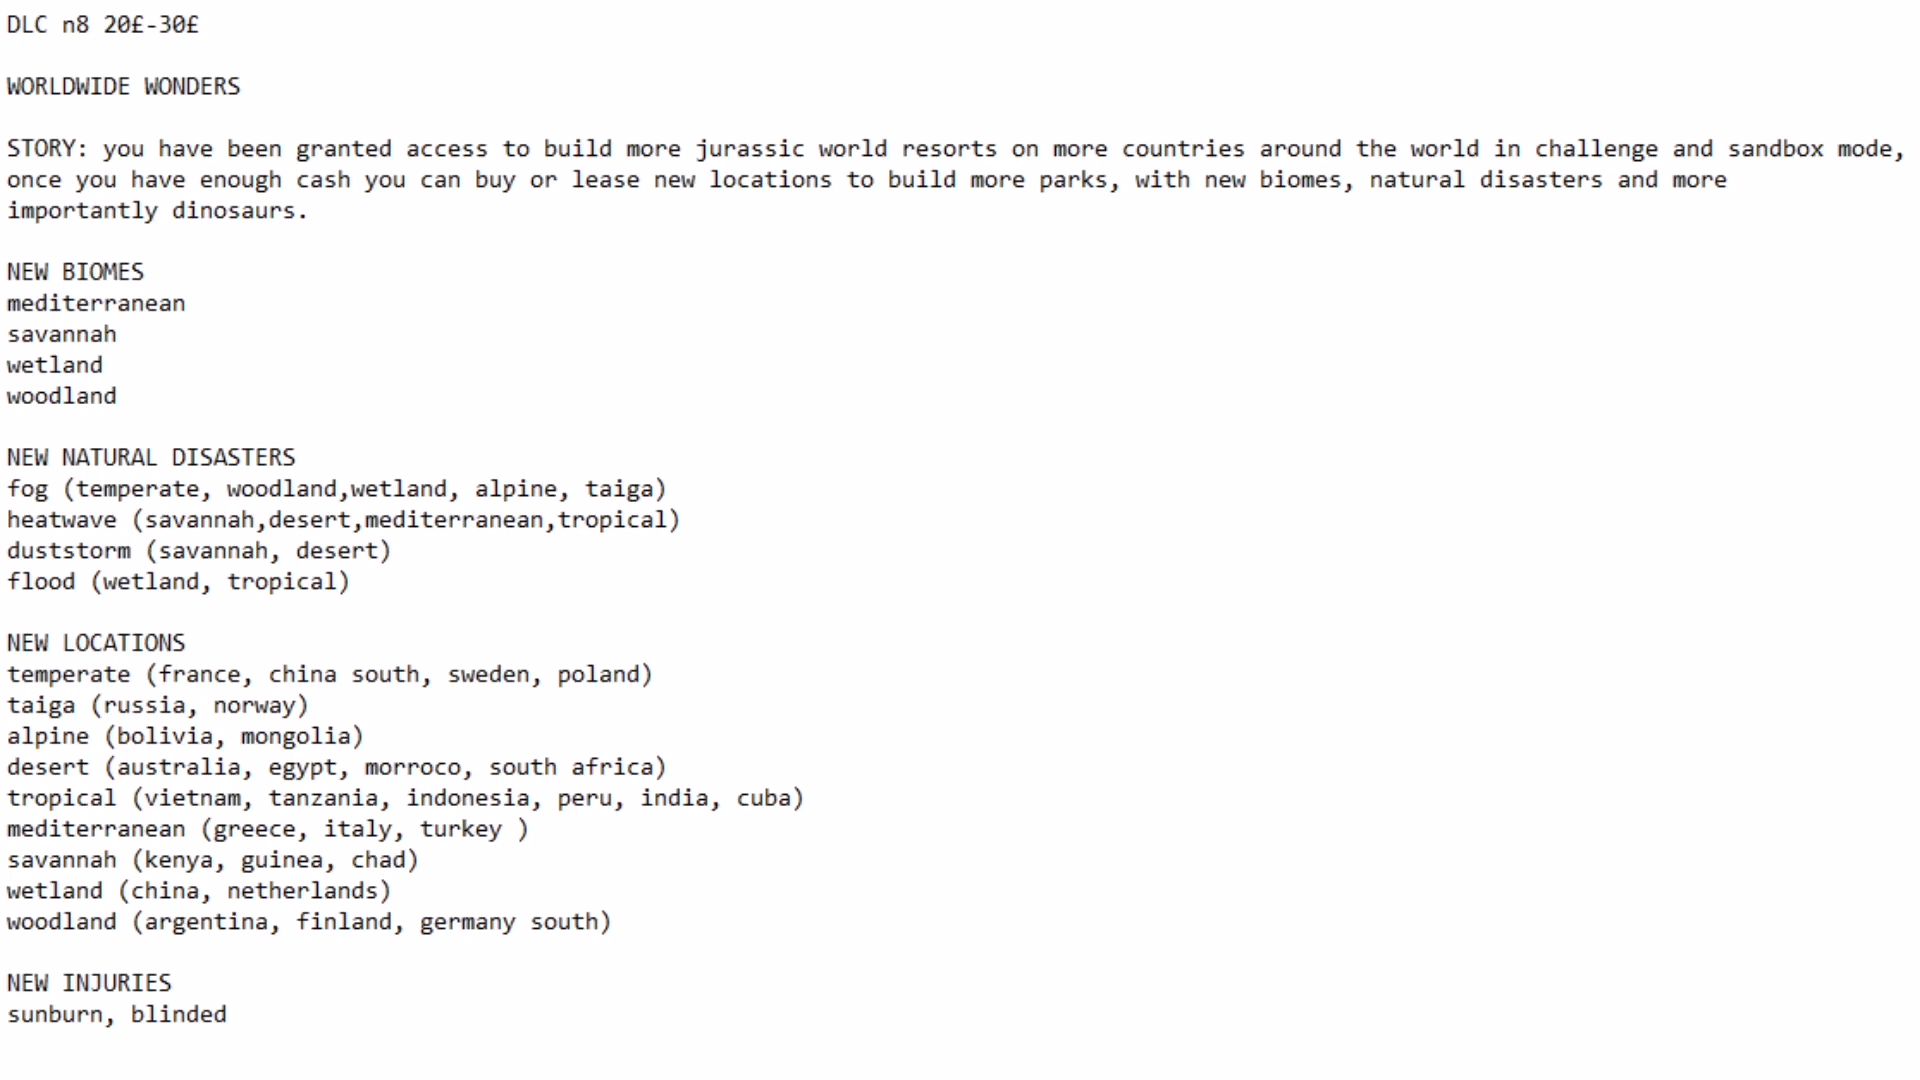 DLC n8 20£-30£
WORLDWIDE WONDERS
STORY: you have been granted access to build more jurassic world resorts on more countries around the world in challenge and sandbox mode,
once you have enough cash you can buy or lease new locations to build more parks, with new biomes, natural disasters and more
importantly dinosaurs.
NEW BIOMES
mediterranean
savannah
wetland
woodland
NEW NATURAL DISASTERS
fog (temperate, woodland,wetland, alpine, taiga)
heatwave (savannah,desert,mediterranean,tropical)
duststorm (savannah, desert)
flood (wetland, tropical)
NEW LOCATIONS
temperate (france, china south, sweden, poland)
taiga (russia, norway)
alpine (bolivia, mongolia)
desert (australia, egypt, morroco, south africa)
tropical (vietnam, tanzania, indonesia, peru, india, cuba)
mediterranean (greece, italy, turkey )
savannah (kenya, guinea, chad)
wetland (china, netherlands)
woodland (argentina, finland, germany south)
NEW INJURIES
sunburn, blinded